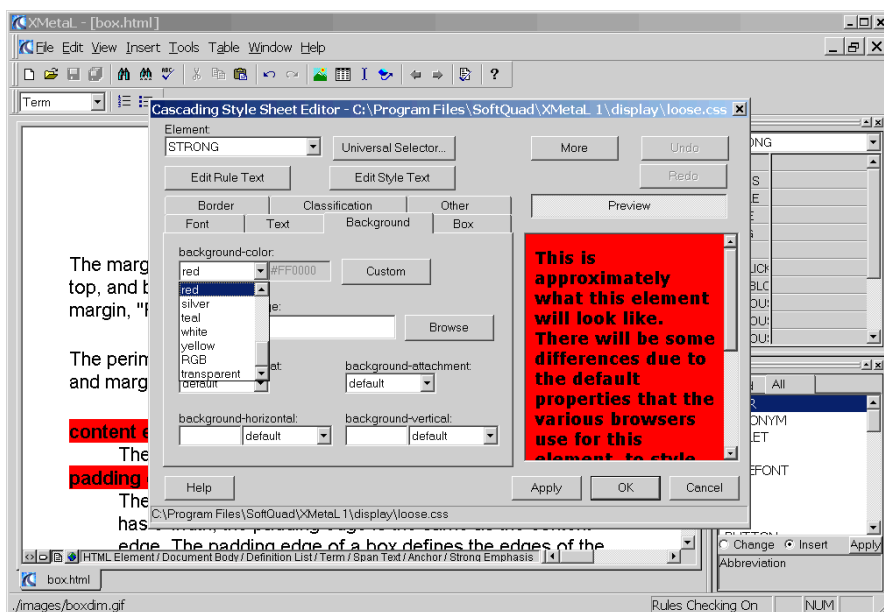 XMetaL - [box.html]
File Edit View Insert Tools Table Window Help
Term
Cascading Style Sheet Editor - C:\Program Files\SoftQuad\XMetaL 1\display\loose.css
Element:
STRONG
Universal Selector...
More
Undo
Edit Rule Text
Edit Style Text
Redo
Border
Classification
Other
Font
Text
Background
Box
Preview
background-color:
red
#FF0000
Custom
red
silver
teal
white
yellow
RGB
transparent
Browse
background-attachment:
default
default
background-horizontal:
background-vertical:
default
default
This is
approximately
what this element
will look like.
There will be some
differences due to
the default
properties that the
various browsers
use for this
element, to style
Help
Apply
OK
Cancel
C:\Program Files\SoftQuad\XMetaL 1\display\loose.css
The marg
top, and b
margin, "
The perim
and marg
content e
The
padding
The
edge. The padding edge of a box defines the edges of the
HTML Element / Document Body / Definition List / Term / Span Text / Anchor / Strong Emphasis
box.html
All
EFONT
BUTTON
Change
Insert
Apply
Abbreviation
./images/boxdim.gif
Rules Checking On
NUM